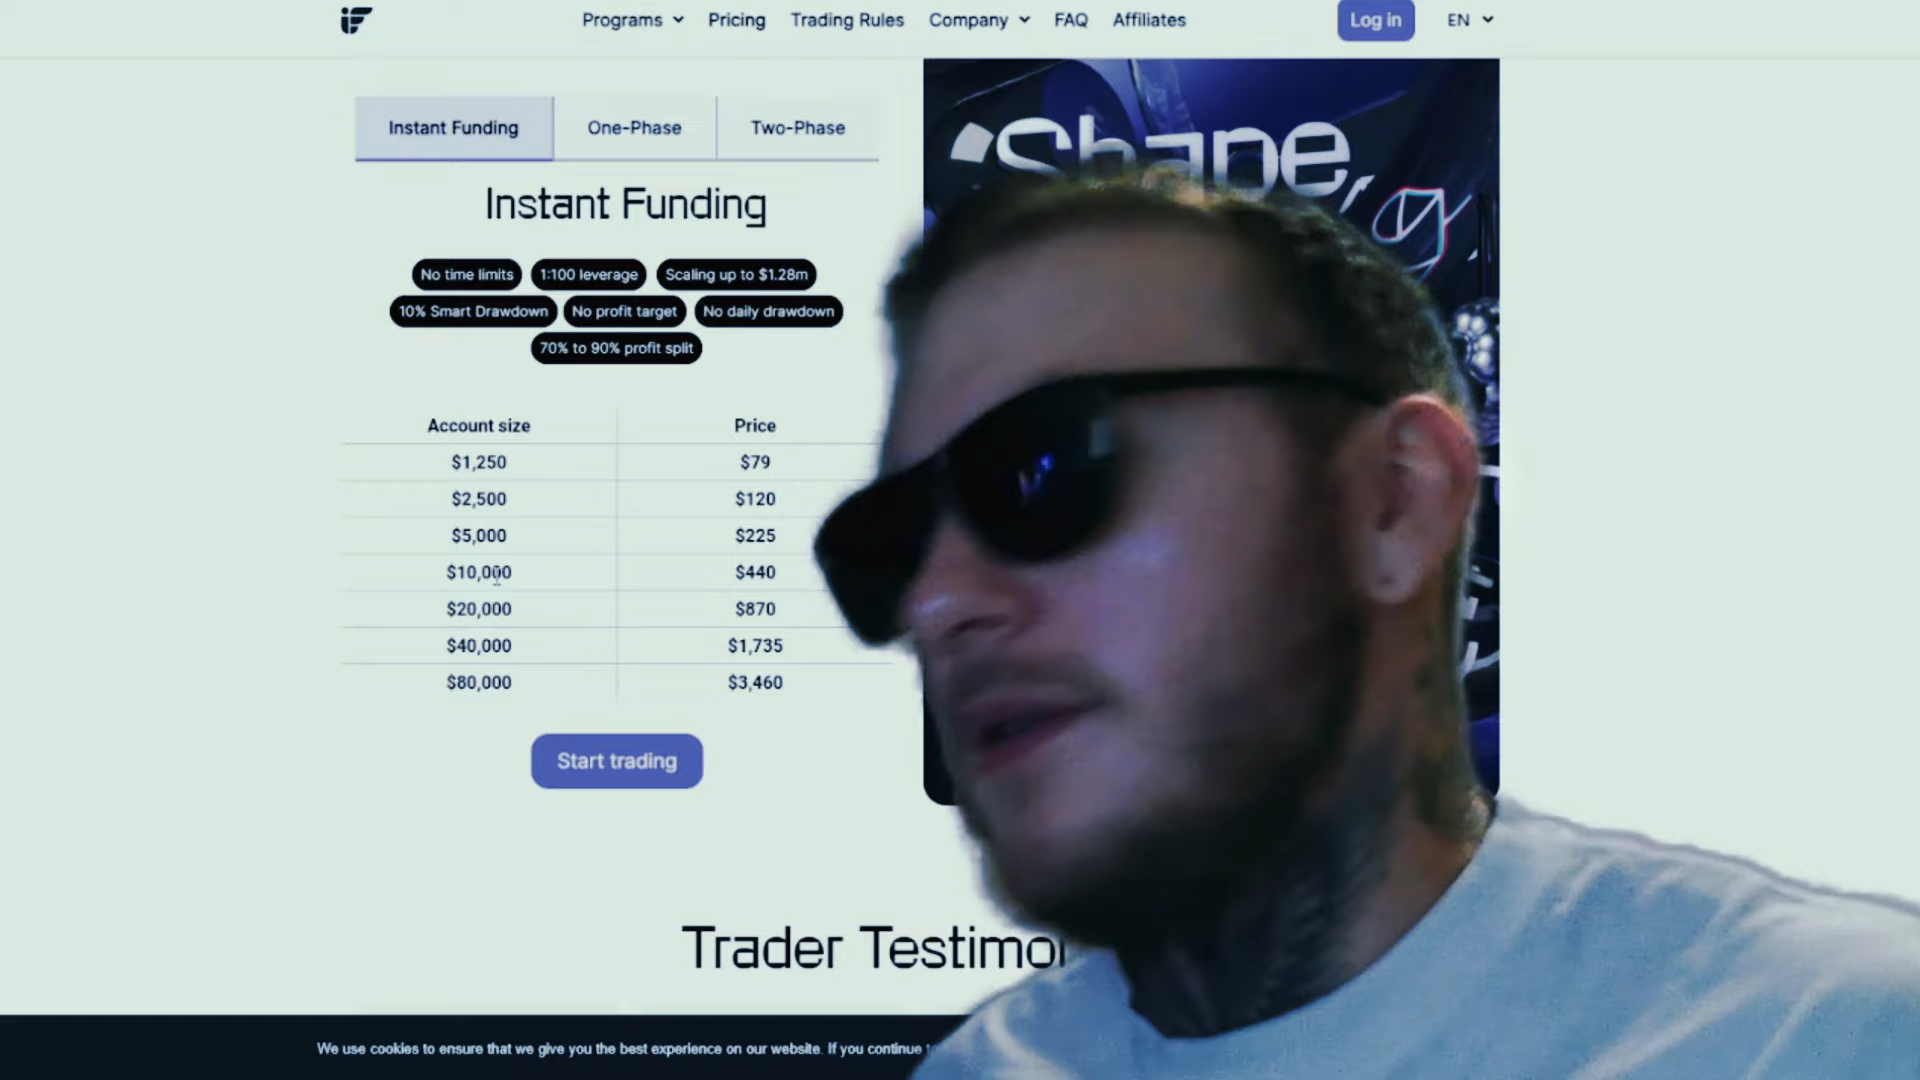 Programs Pricing Trading Rules Company FAQ Affiliates Log in EN
Instant Funding One-Phase Two-Phase
Instant Funding
No time limits 1:100 leverage Scaling up to $1.28m
10% Smart Drawdown No profit target No daily drawdown
70% to 90% profit split
Account size Price
$1,250 $79
$2,500 $120
$5,000 $225
$10,000 $440
$20,000 $870
$40,000 $1,735
$80,000 $3,460
Start trading
Shape
Trader Testimo
We use cookies to ensure that we give you the best experience on our website. If you continue